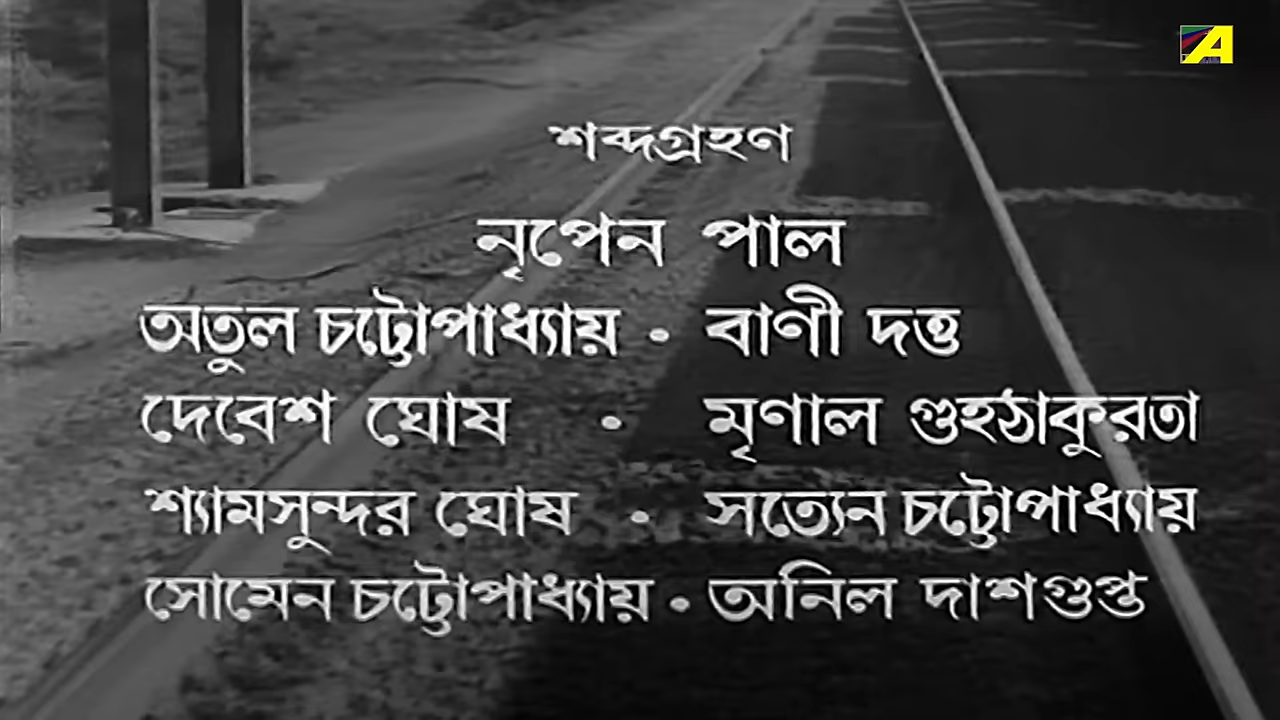 শব্দগ্রহণ
নৃপেন পাল
অতুল চট্টোপাধ্যায় • বাণী দত্ত
দেবেশ ঘোষ • মৃণাল গুহঠাকুরতা
শ্যামসুন্দর ঘোষ • সত্যেন চট্টোপাধ্যায়
সোমেন চট্টোপাধ্যায় • অনিল দাশগুপ্ত